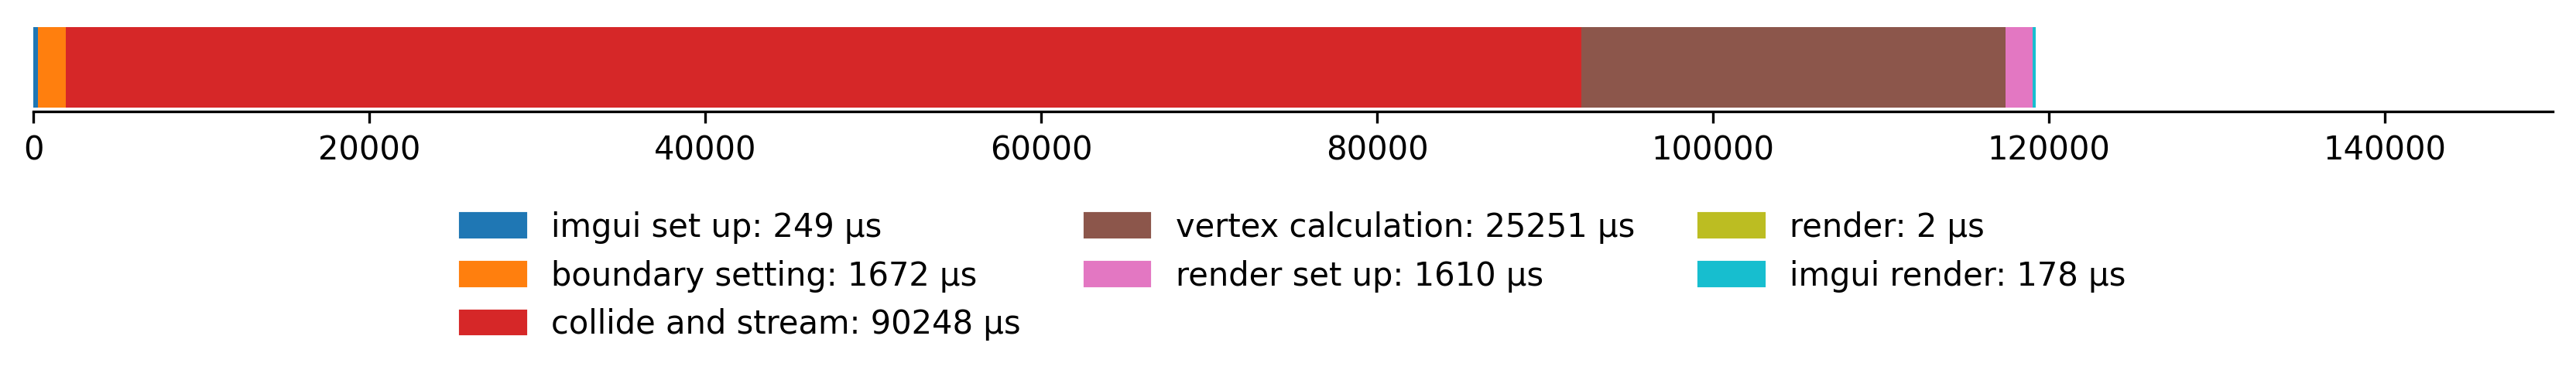 0 20000 40000 60000 80000 100000 120000 140000
imgui set up: 249 µs
boundary setting: 1672 µs
collide and stream: 90248 µs
vertex calculation: 25251 µs
render set up: 1610 µs
render: 2 µs
imgui render: 178 µs